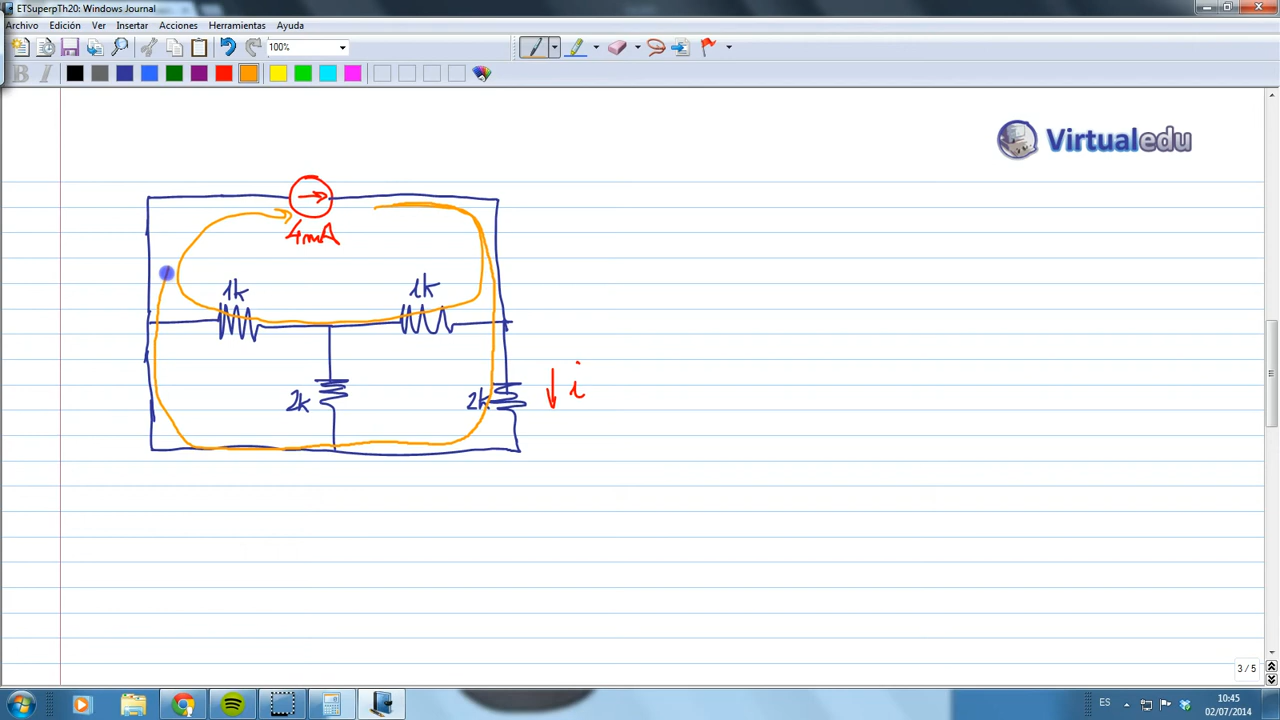 ETSuperpTh20: Windows Journal
Archivo Edición Ver Insertar Acciones Herramientas Ayuda
100%
B I
Virtualedu
4mA
1k 1k
2k 2k i
3 / 5
ES 10:45
02/07/2014